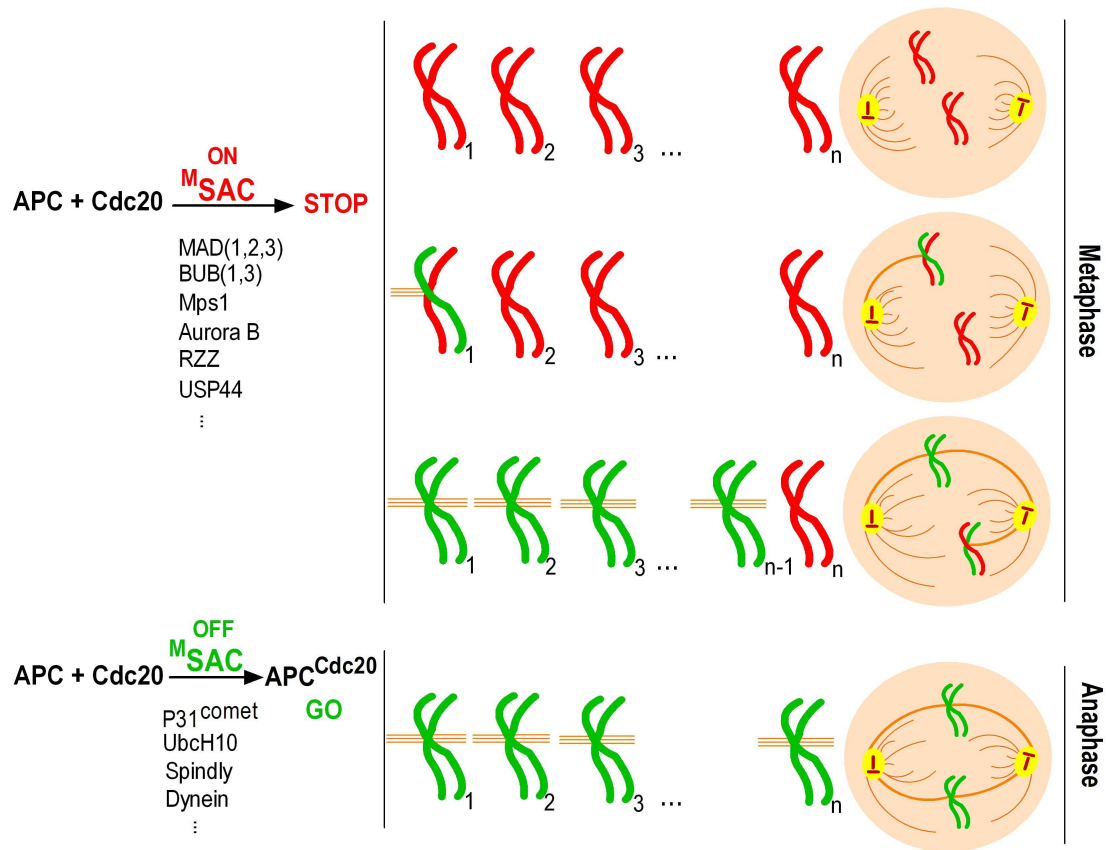 1 2 3 ... n
ON
MSAC
APC + Cdc20 STOP
MAD(1,2,3)
BUB(1,3)
Mps1
Aurora B
RZZ
USP44
...
1 2 3 ... n
Metaphase
1 2 3 ... n-1 n
OFF
MSAC
APC + Cdc20 APCCdc20
GO
P31comet
UbcH10
Spindly
Dynein
...
1 2 3 ... n
Anaphase